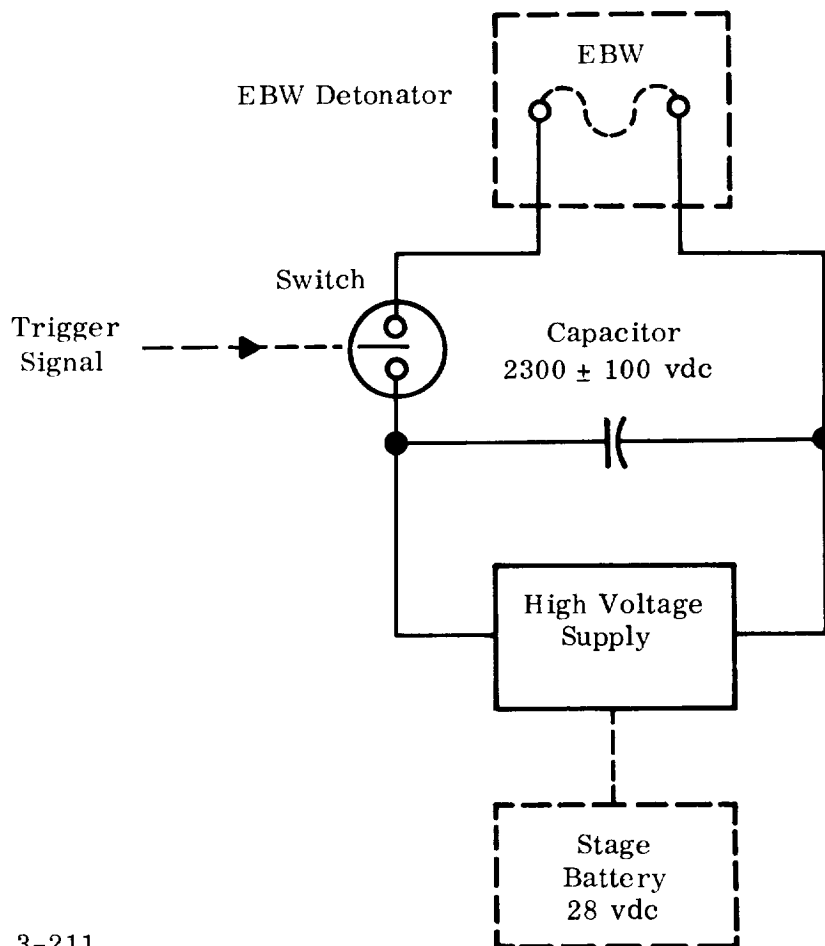 EBW
EBW Detonator
Switch
Trigger
Signal
Capacitor
2300 ± 100 vdc
High Voltage
Supply
Stage
Battery
28 vdc
3-211